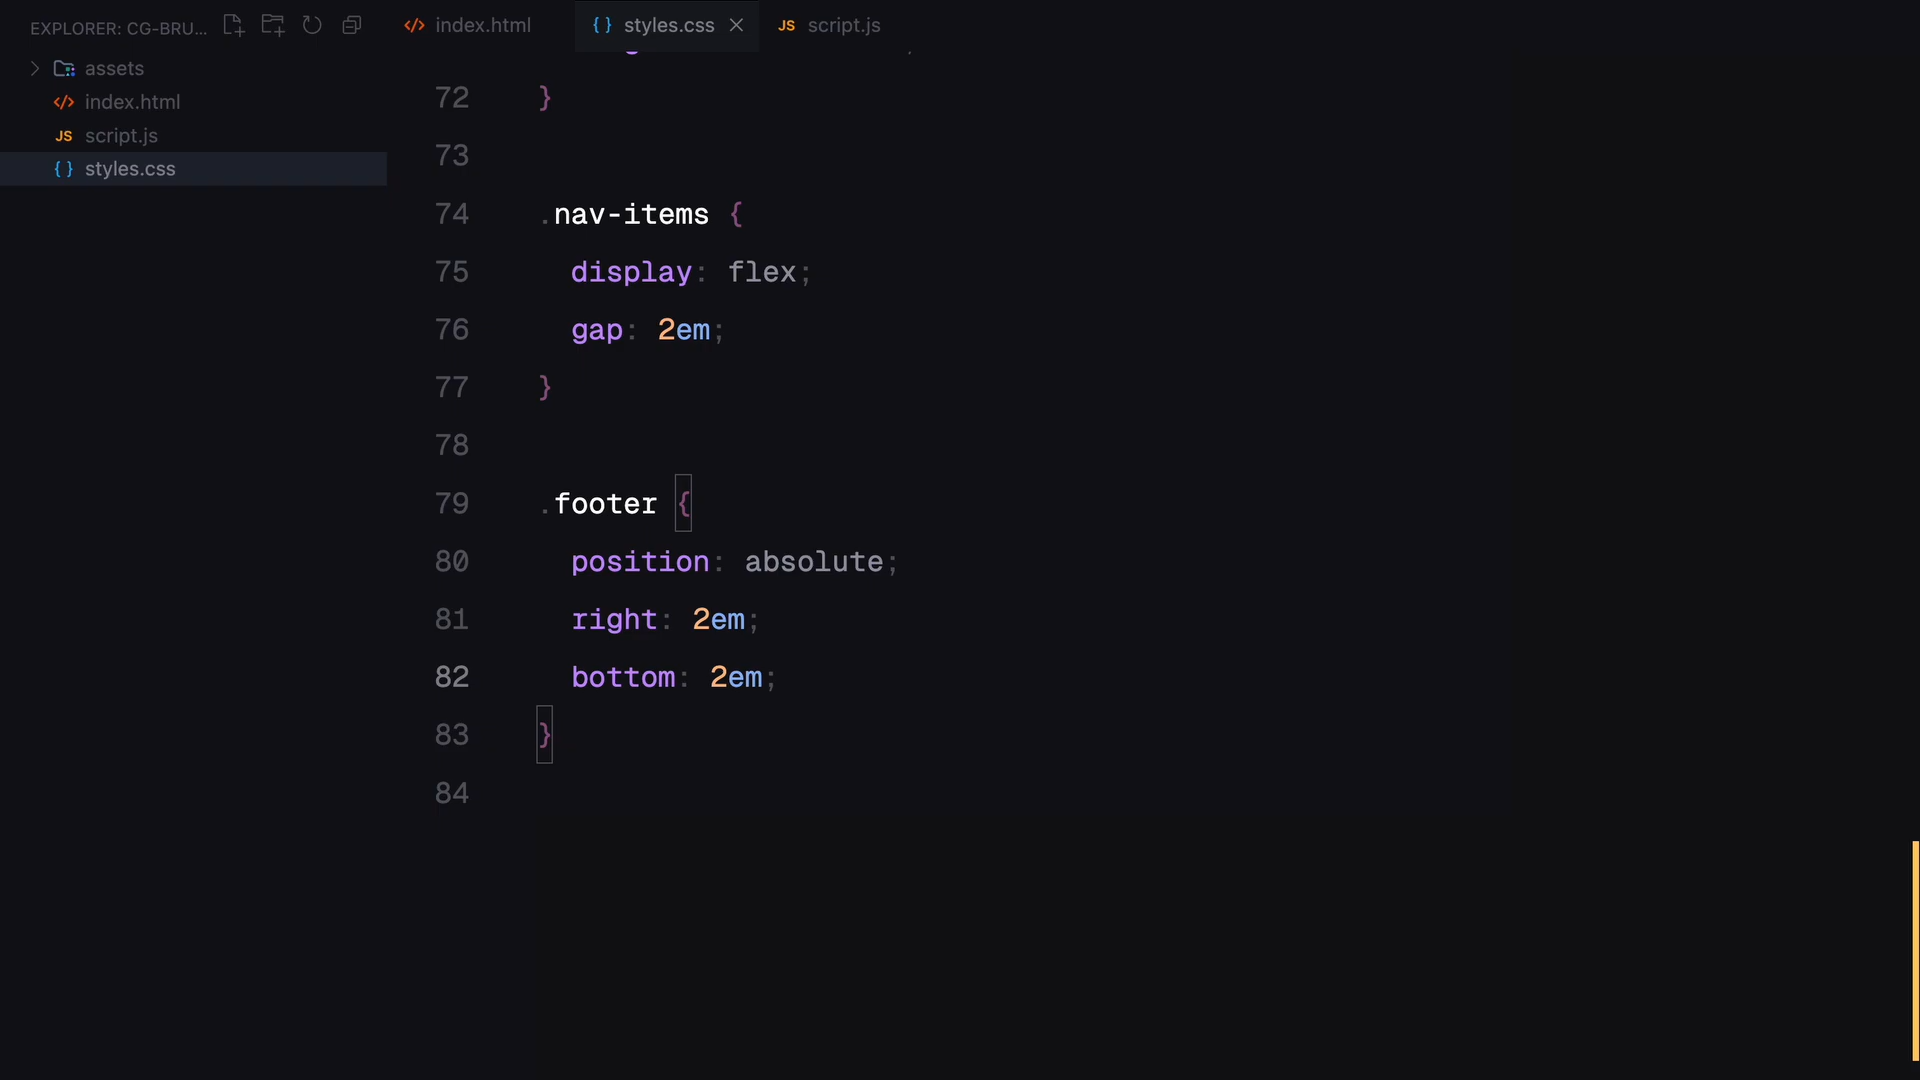 EXPLORER: CG-BRU...
assets
index.html
JS script.js
{ } styles.css
</> index.html
{ } styles.css
JS script.js
72 }
73
74 .nav-items {
75 display: flex;
76 gap: 2em;
77 }
78
79 .footer {
80 position: absolute;
81 right: 2em;
82 bottom: 2em;
83 }
84